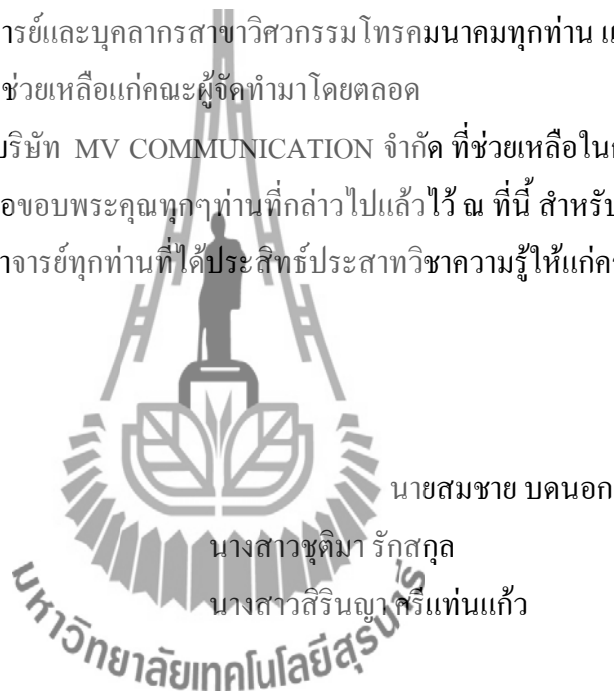 ารย์และบุคลากรสาขาวิศวกรรมโทรคมนาคมทุกท่าน
ช่วยเหลือแก่คณะผู้จัดทำมาโดยตลอด
บริษัท MV COMMUNICATION จำกัด ที่ช่วยเหลือใน
อขอบพระคุณทุกๆท่านที่กล่าวไปแล้วไว้ ณ ที่นี้ สำหรับ
าจารย์ทุกท่านที่ได้ประสิทธ์ประสาทวิชาความรู้ให้แก่
นายสมชาย บดนอก
นางสาวชุติมา รักสกุล
นางสาวสิรินญา ศรีแท่นแก้ว
มหาวิทยาลัยเทคโนโลยีสุรนารี